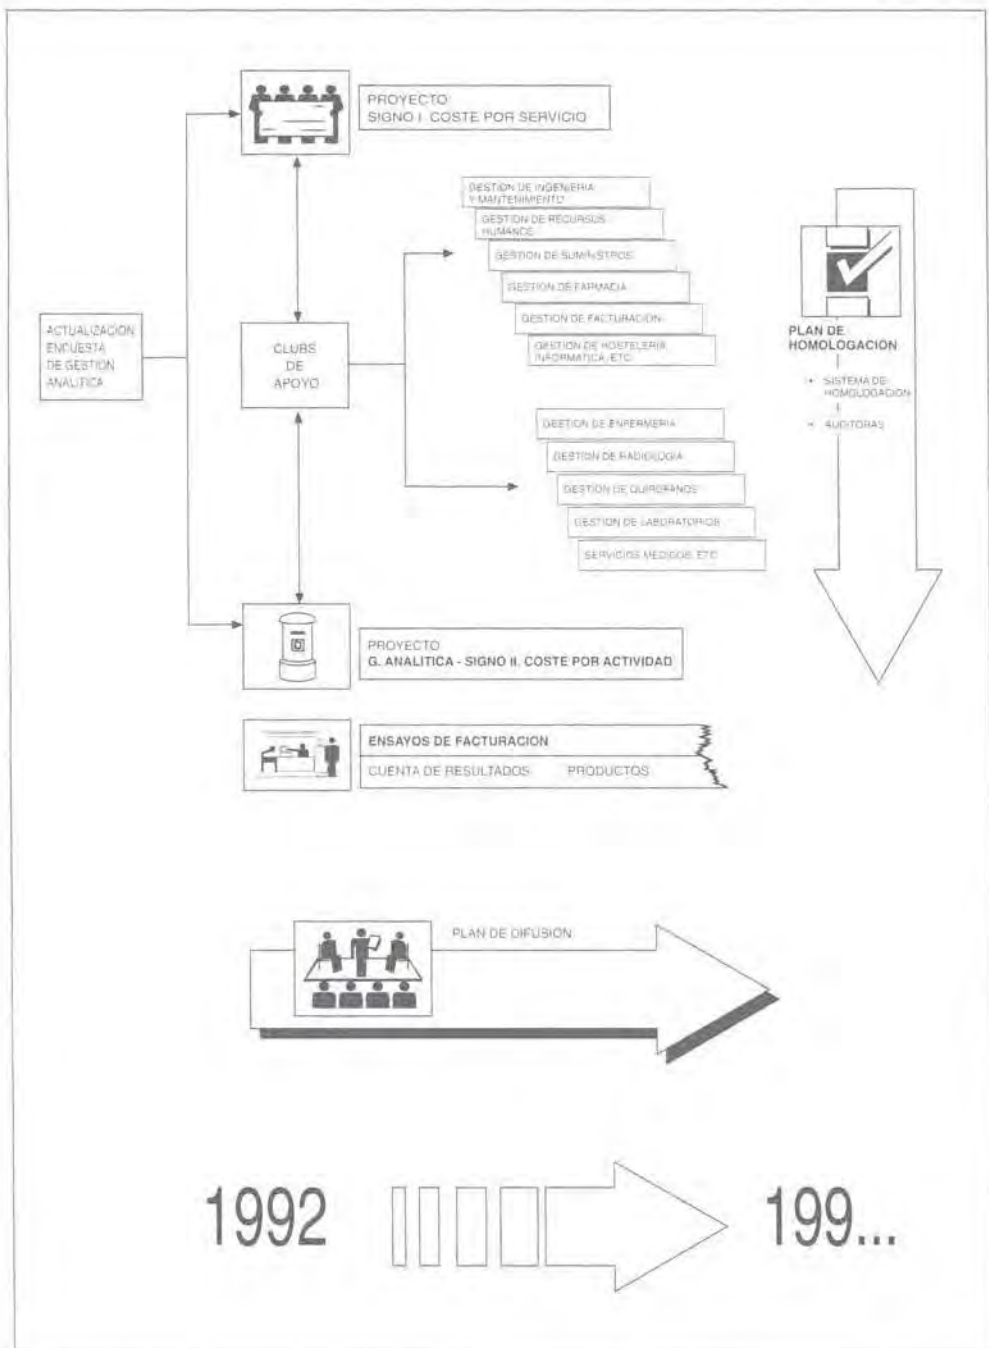 PROYECTO
SIGNO I. COSTE POR SERVICIO
GESTION DE INGENIERIA
Y MANTENIMIENTO
GESTION DE RECURSUS
HUMANOS
GESTION DE SUMINISTROS
GESTION DE FARMACIA
GESTION DE FACTURACION
GESTION DE HOSTELERIA,
INFORMATICA, ETC.
ACTUALIZACION
ENCUESTA
DE GESTION
ANALITICA
CLUBS
DE
APOYO
PLAN DE
HOMOLOGACION
• SISTEMA DE
HOMOLOGACION
• AUDITORAS
GESTION DE ENFERMERIA
GESTION DE RADIOLOGIA
GESTION DE QUIROFANOS
GESTION DE LABORATORIOS
SERVICIOS MEDICOS, ETC.
PROYECTO
G. ANALITICA - SIGNO II. COSTE POR ACTIVIDAD
ENSAYOS DE FACTURACION
CUENTA DE RESULTADOS PRODUCTOS
PLAN DE DIFUSION
1992 199...